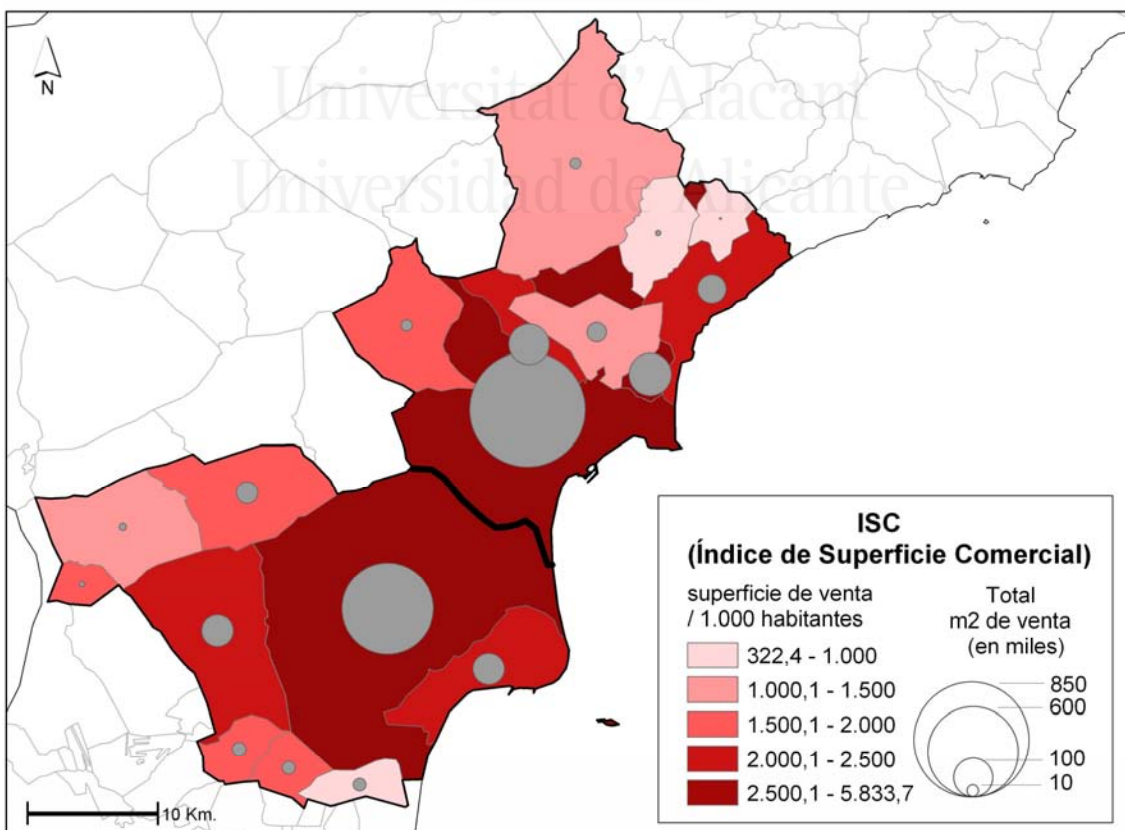 Universitat d'Alacant
Universidad de Alicante
N
ISC
(Índice de Superficie Comercial)
superficie de venta
/ 1.000 habitantes
322,4 - 1.000
1.000,1 - 1.500
1.500,1 - 2.000
2.000,1 - 2.500
2.500,1 - 5.833,7
Total
m2 de venta
(en miles)
850
600
100
10
10 Km.